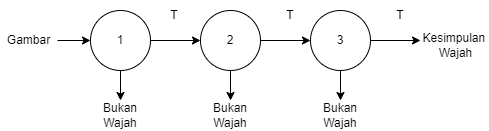 T T T
Gambar 1 2 3 Kesimpulan
Wajah
Bukan Bukan Bukan
Wajah Wajah Wajah